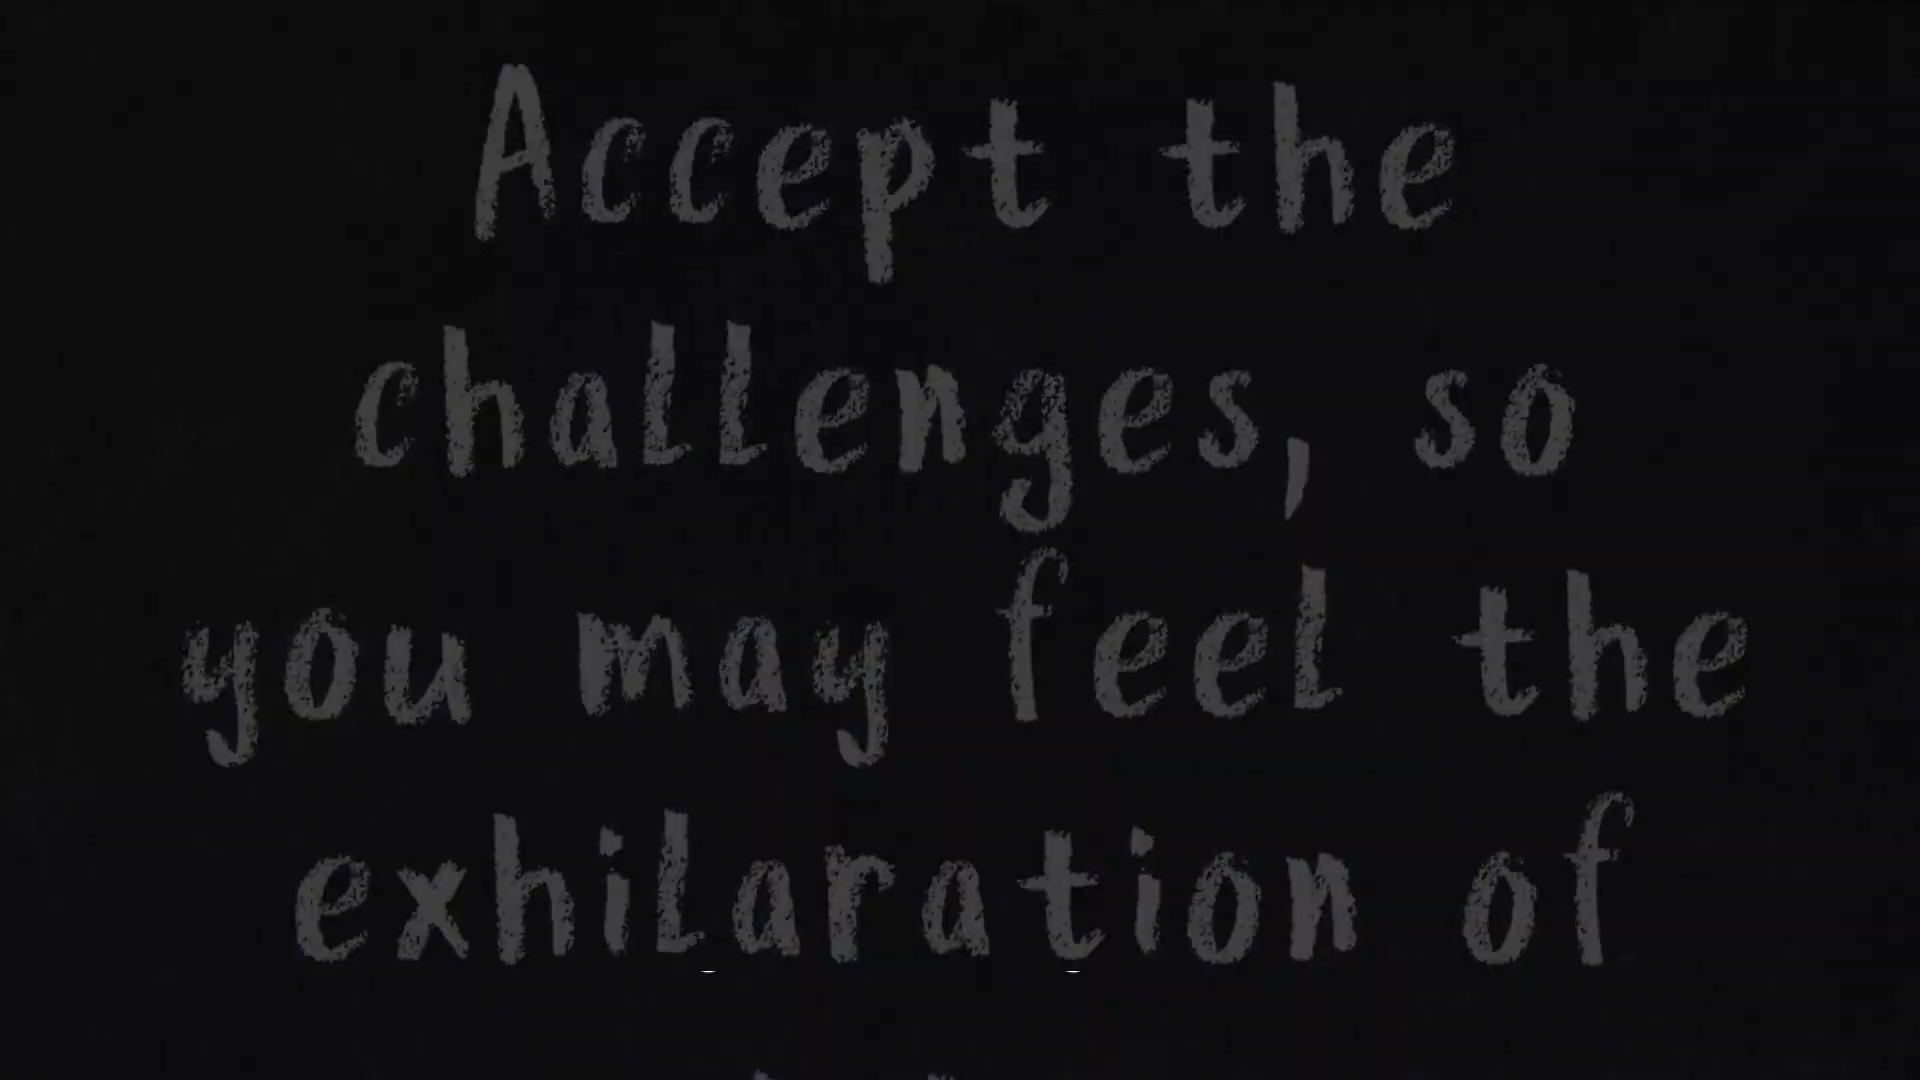 Accept the
challenges, so
you may feel the
exhilaration of